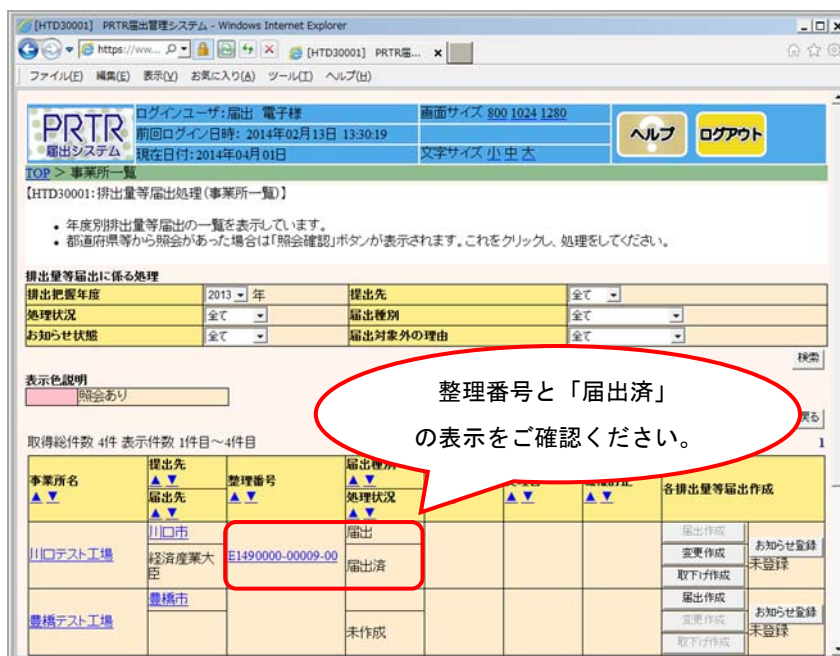 [HTD30001] PRTR届出管理システム - Windows Internet Explorer
https://ww...
[HTD30001] PRTR届...
ファイル(F) 編集(E) 表示(V) お気に入り(A) ツール(T) ヘルプ(H)
PRTR
届出システム
ログインユーザ:届出 電子様
画面サイズ 800 1024 1280
前回ログイン日時: 2014年02月13日 13:30:19
現在日付:2014年04月01日
文字サイズ 小 中 大
ヘルプ
ログアウト
TOP > 事業所一覧
【HTD30001:排出量等届出処理(事業所一覧)】
• 年度別排出量等届出の一覧を表示しています。
• 都道府県等から照会があった場合は「照会確認」ボタンが表示されます。これをクリックし、処理をしてください。
排出量等届出に係る処理
排出把握年度 2013 年 提出先 全て
処理状況 全て 届出種別 全て
お知らせ状態 全て 届出対象外の理由 全て
検索
表示色説明
照会あり
整理番号と「届出済」
の表示をご確認ください。
戻る
取得総件数 4件 表示件数 1件目～4件目
1
事業所名
▲ ▼
提出先
▲ ▼
届出先
▲ ▼
整理番号
▲ ▼
届出種別
▲ ▼
処理状況
▲ ▼
▲ ▼
▲ ▼
各排出量等届出作成
川口テスト工場
川口市
経済産業大臣
E1490000-00009-00
届出
届出済
届出作成
変更作成
取下げ作成
お知らせ登録
未登録
豊橋テスト工場
豊橋市
未作成
届出作成
変更作成
取下げ作成
お知らせ登録
未登録